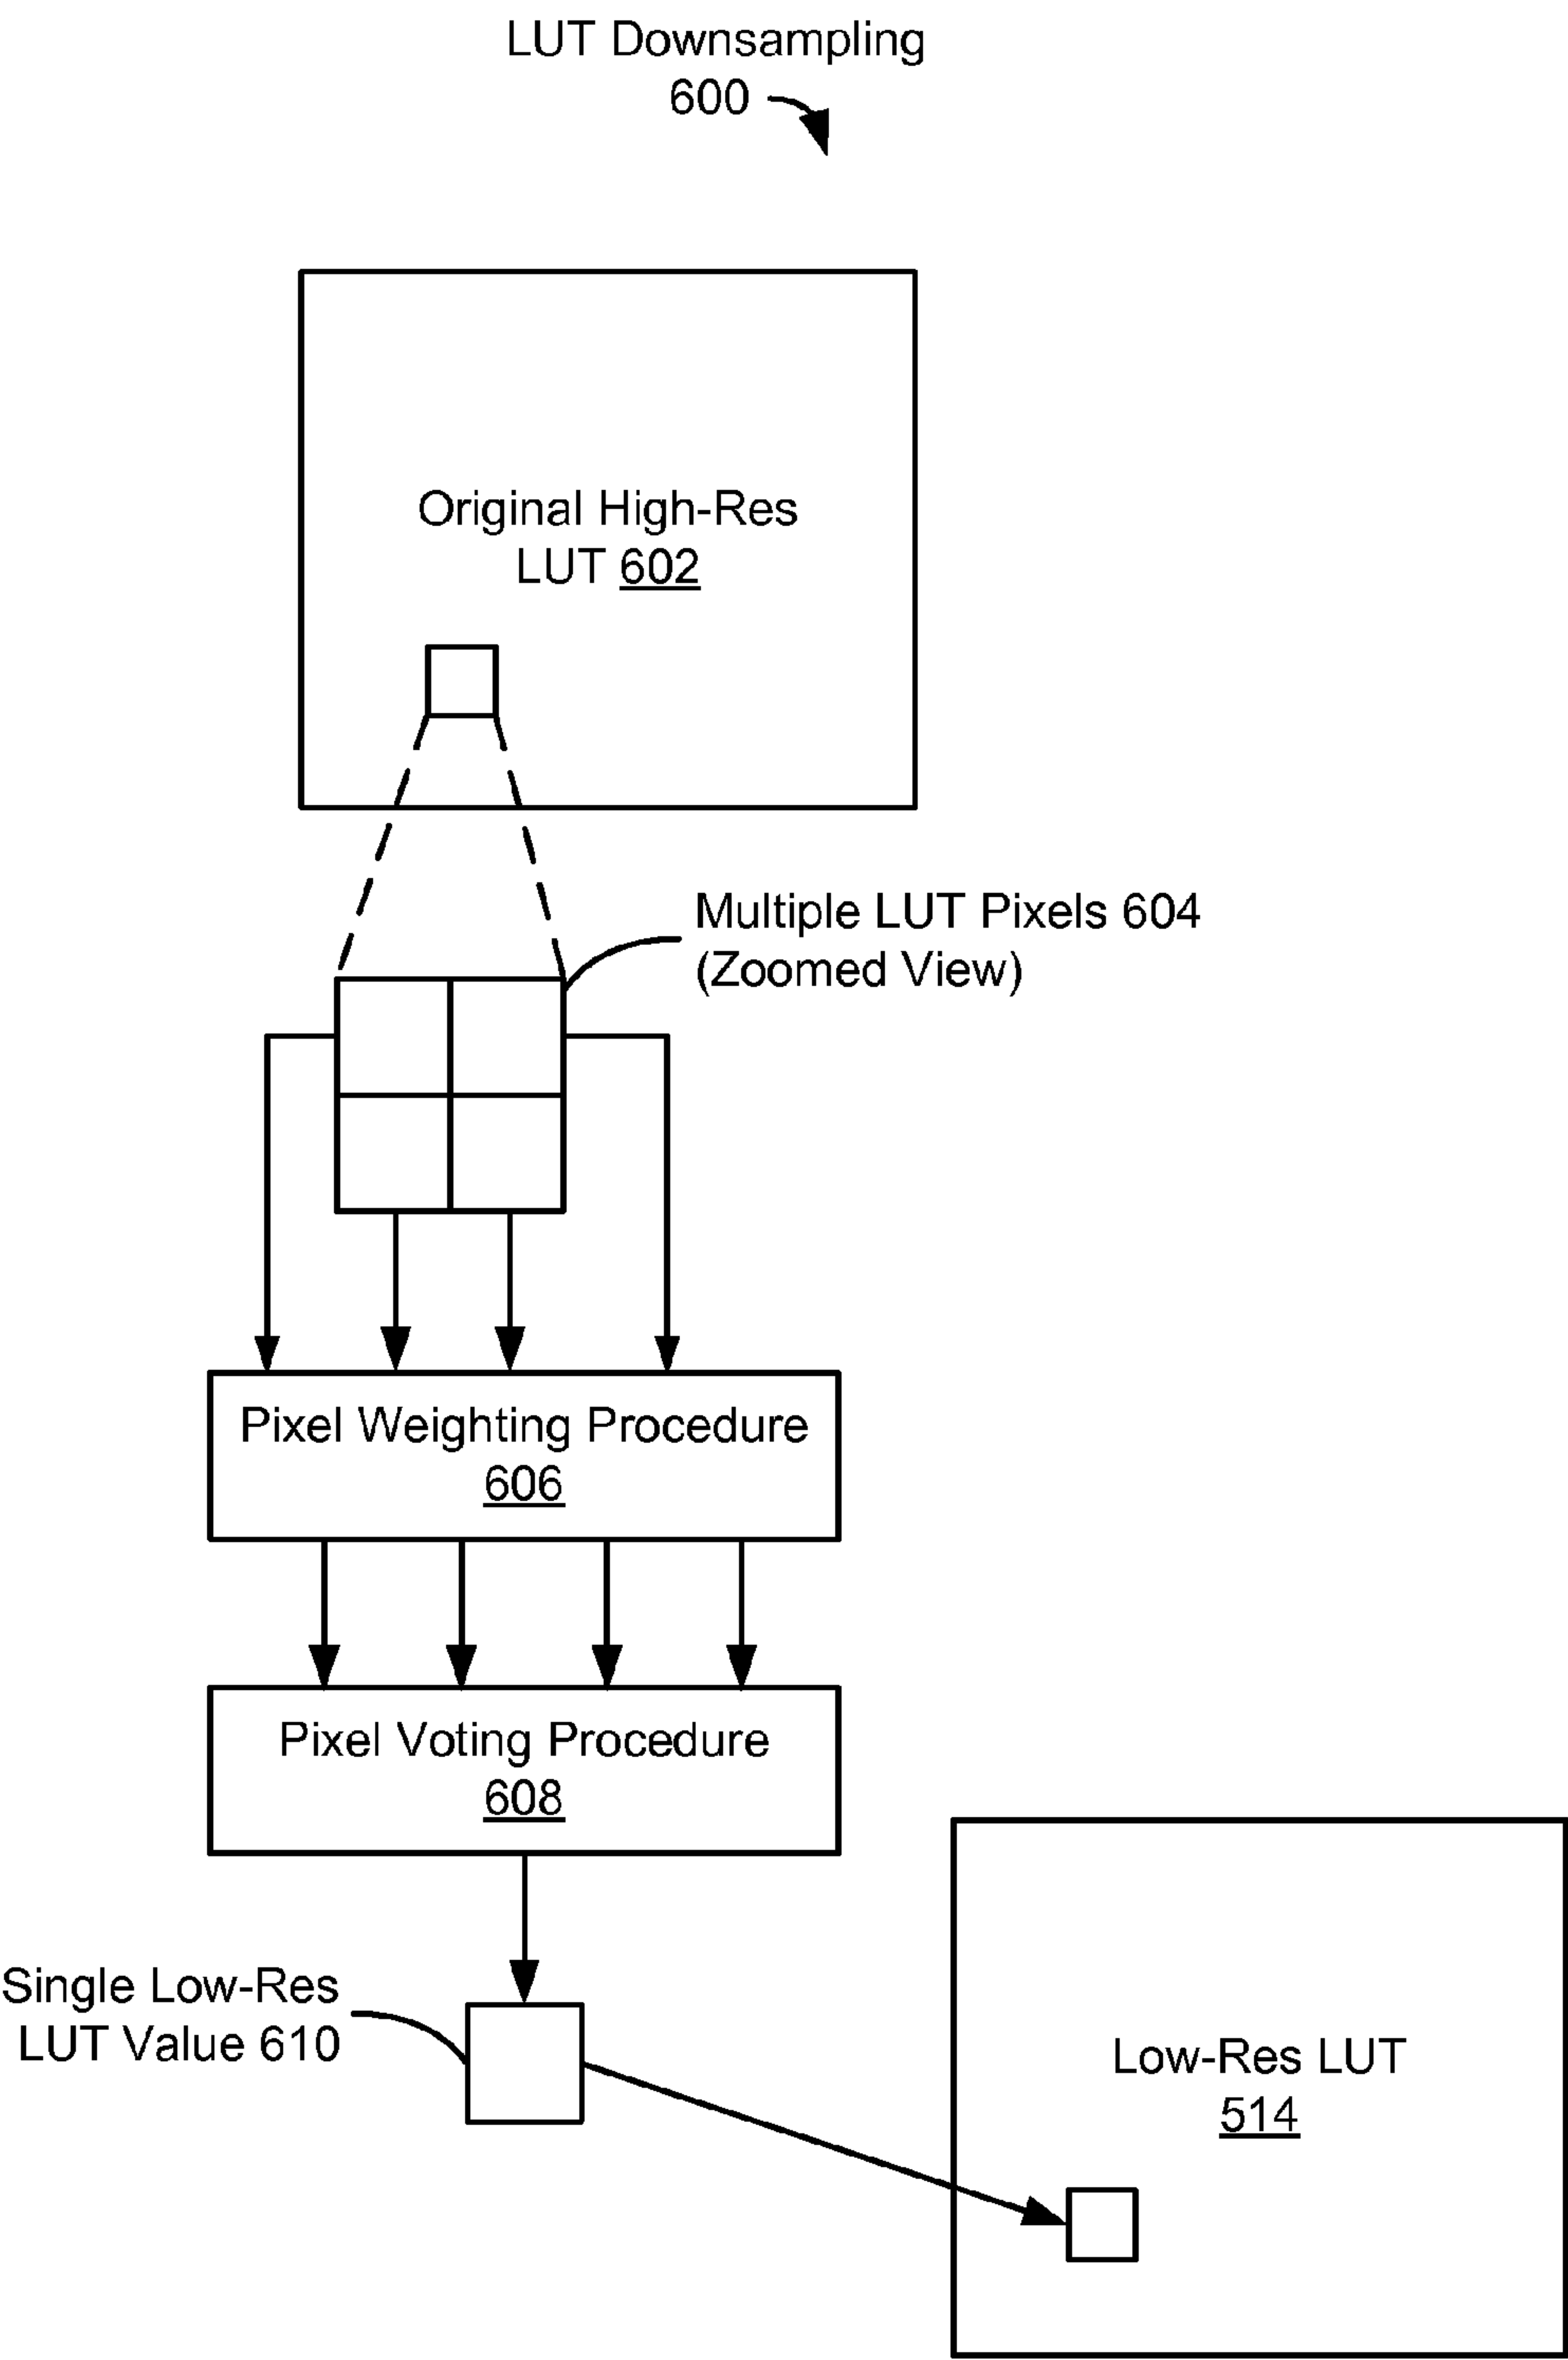 LUT Downsampling
600
Original High-Res
LUT 602
Multiple LUT Pixels 604
(Zoomed View)
Pixel Weighting Procedure
606
Pixel Voting Procedure
608
Single Low-Res
LUT Value 610
Low-Res LUT
514